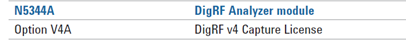 N5344A DigRF Analyzer module
Option V4A DigRF v4 Capture License